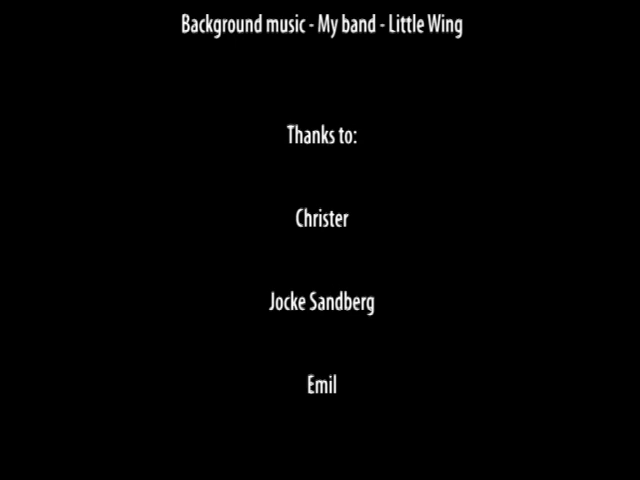 Background music - My band - Little Wing
Thanks to:
Christer
Jocke Sandberg
Emil